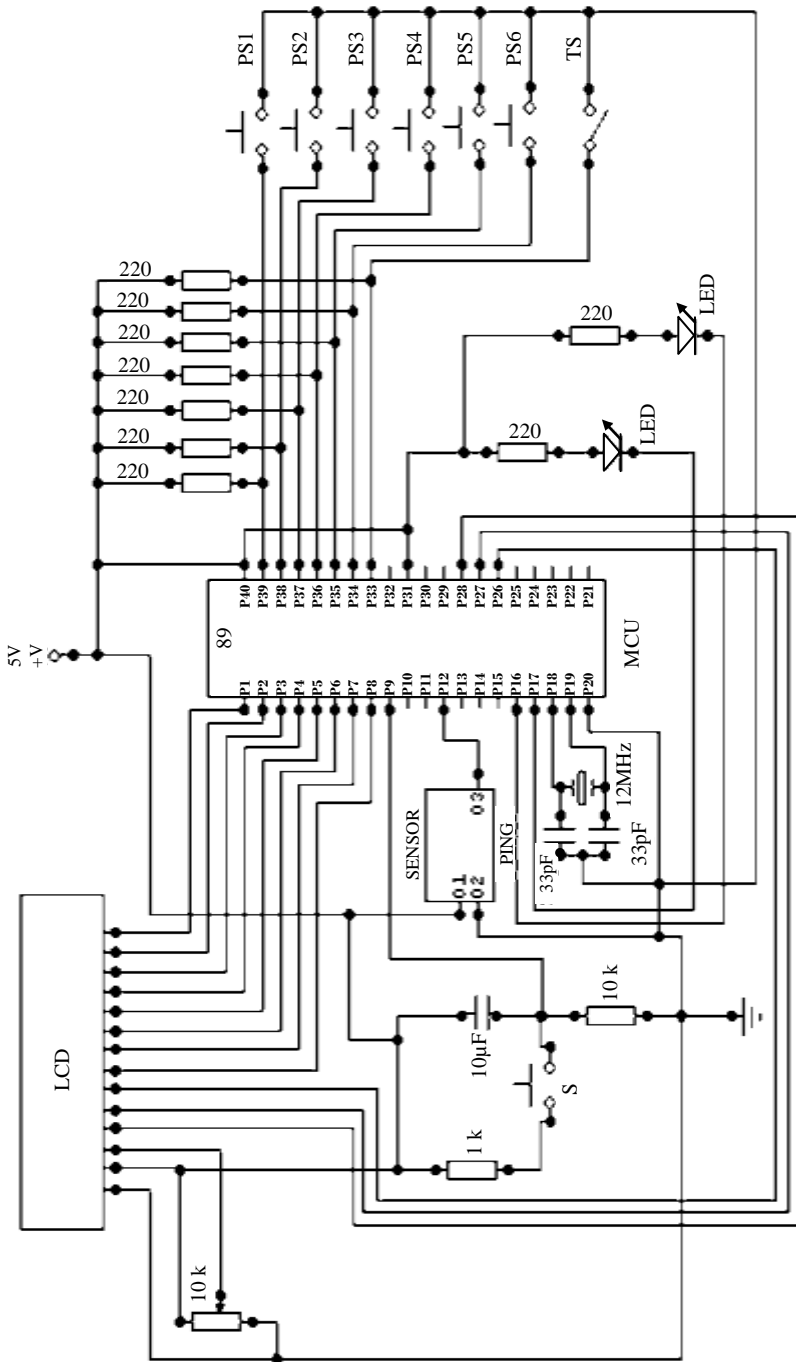 PS1
PS2
PS3
PS4
PS5
PS6
TS
220
220
220
220
220
220
220
220
LED
220
LED
5V
+V
P40
P39
P38
P37
P36
P35
P34
P33
P32
P31
P30
P29
P28
P27
P26
P25
P24
P23
P22
P21
89
MCU
P1
P2
P3
P4
P5
P6
P7
P8
P9
P10
P11
P12
P13
P14
P15
P16
P17
P18
P19
P20
SENSOR
O1
O2
O3
PING
12MHz
33pF
33pF
LCD
10µF
10 k
S
1 k
10 k